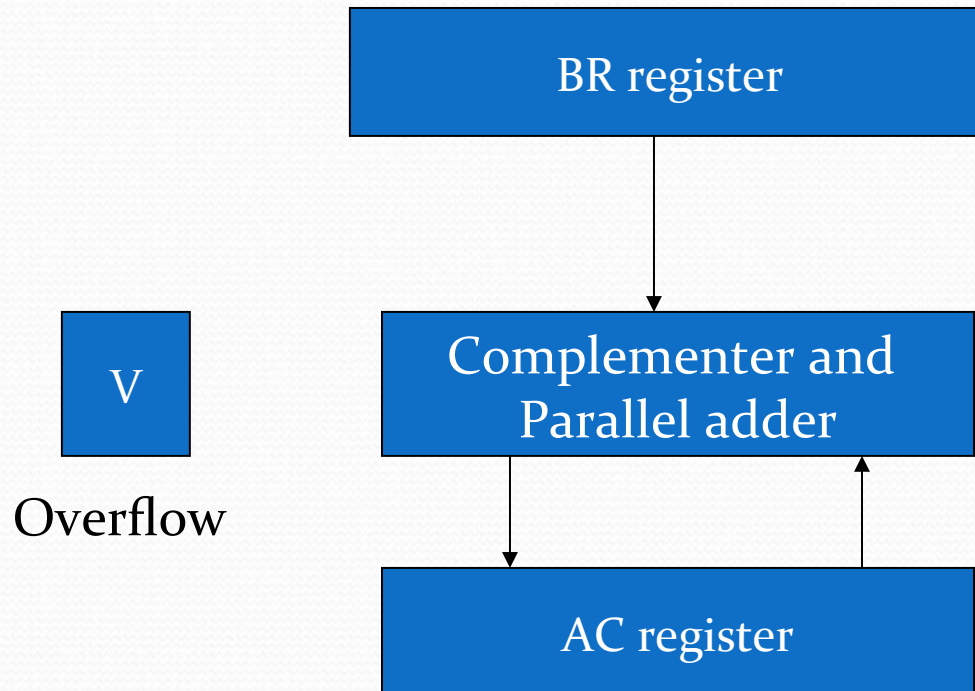 BR register
V
Complementer and
Parallel adder
Overflow
AC register